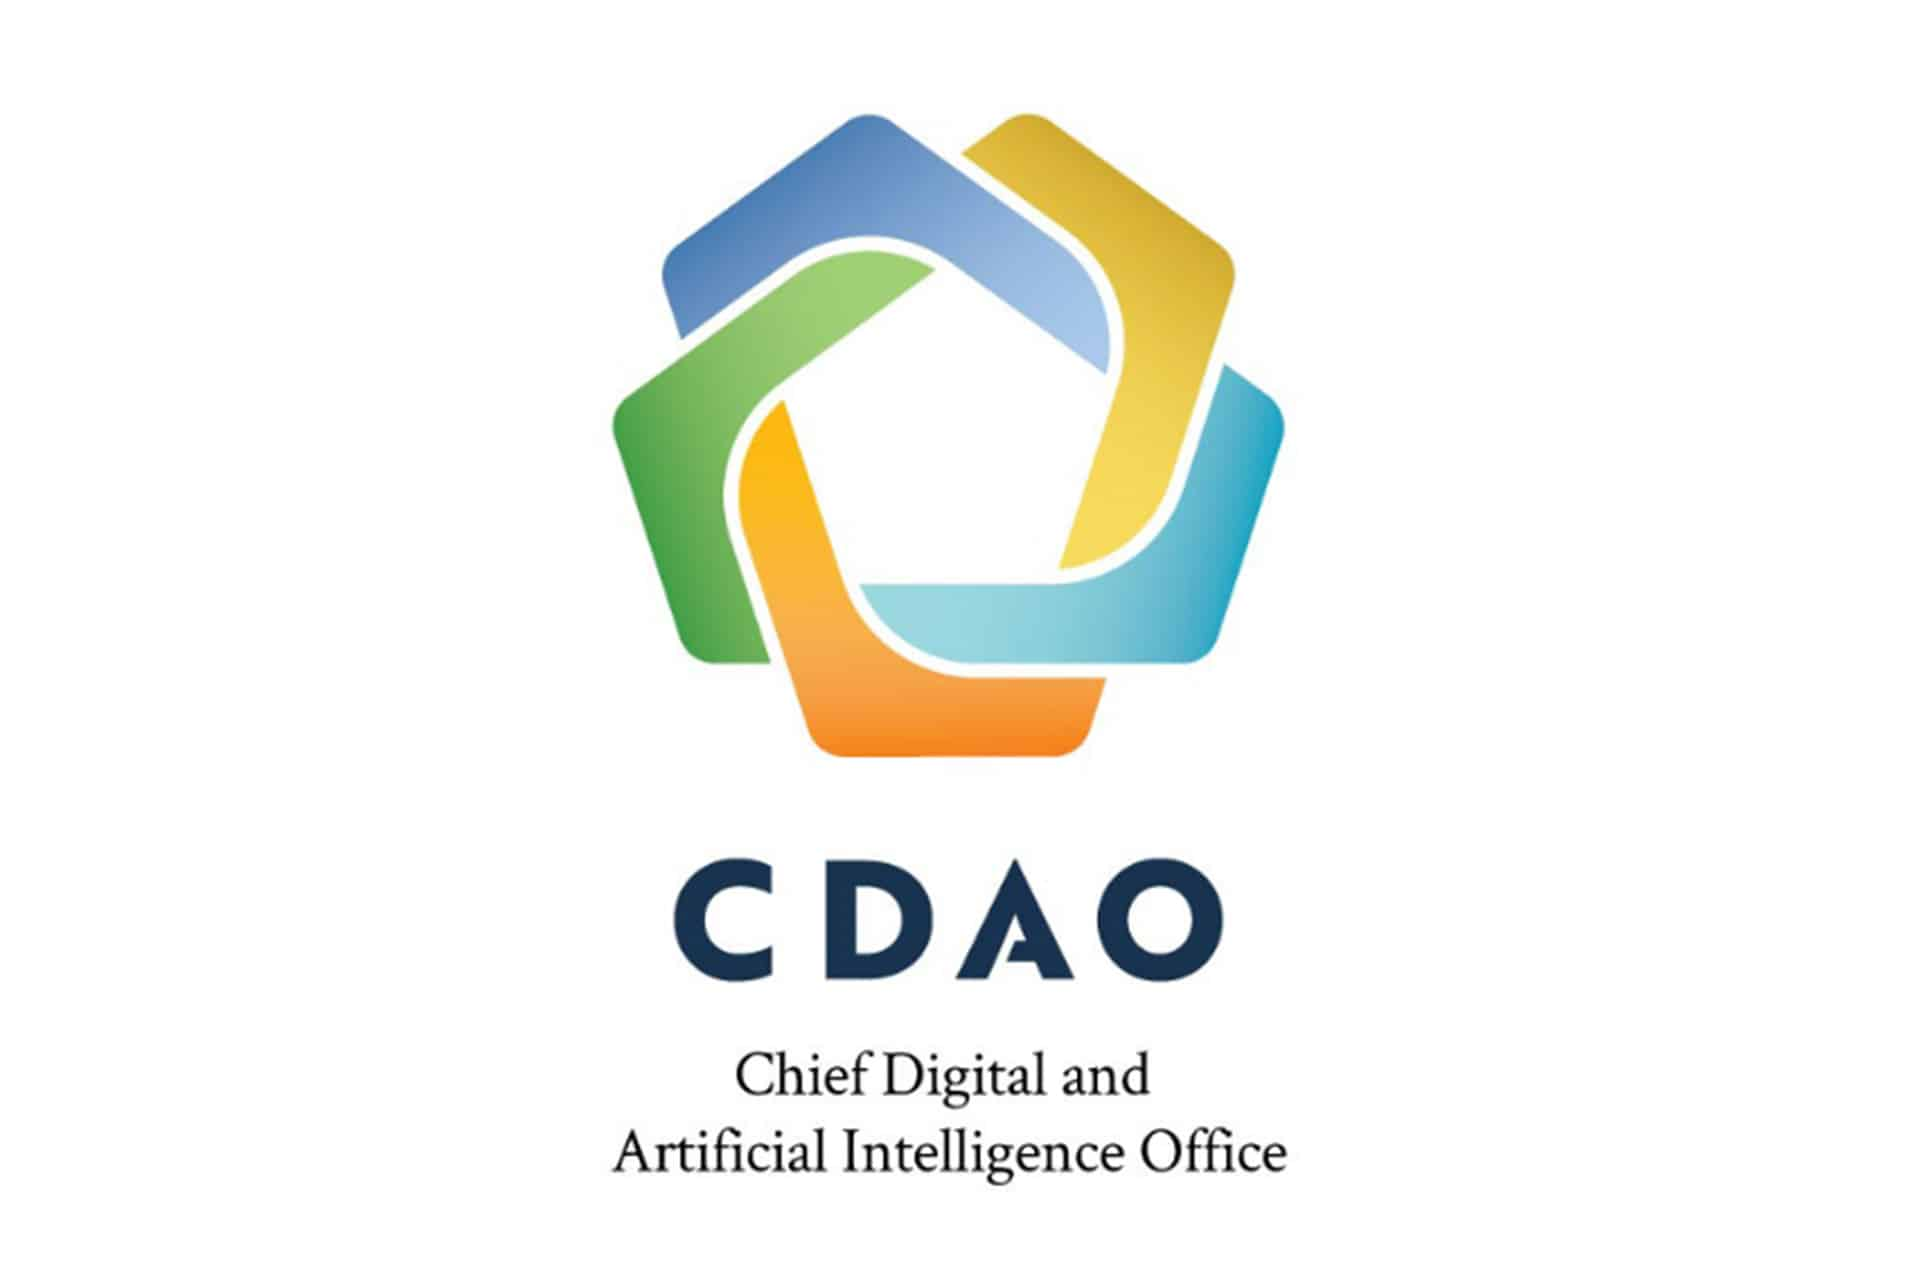 CDAO
Chief Digital and
Artificial Intelligence Office